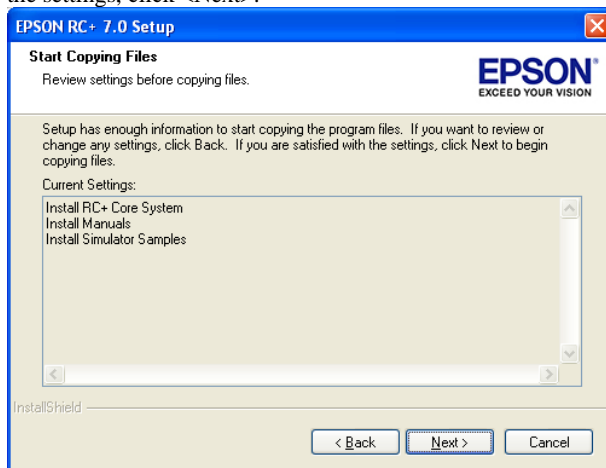 the settings, click <Next>.
EPSON RC+ 7.0 Setup
Start Copying Files
Review settings before copying files.
EPSON®
EXCEED YOUR VISION
Setup has enough information to start copying the program files. If you want to review or
change any settings, click Back. If you are satisfied with the settings, click Next to begin
copying files.
Current Settings:
Install RC+ Core System
Install Manuals
Install Simulator Samples
InstallShield
< Back
Next >
Cancel